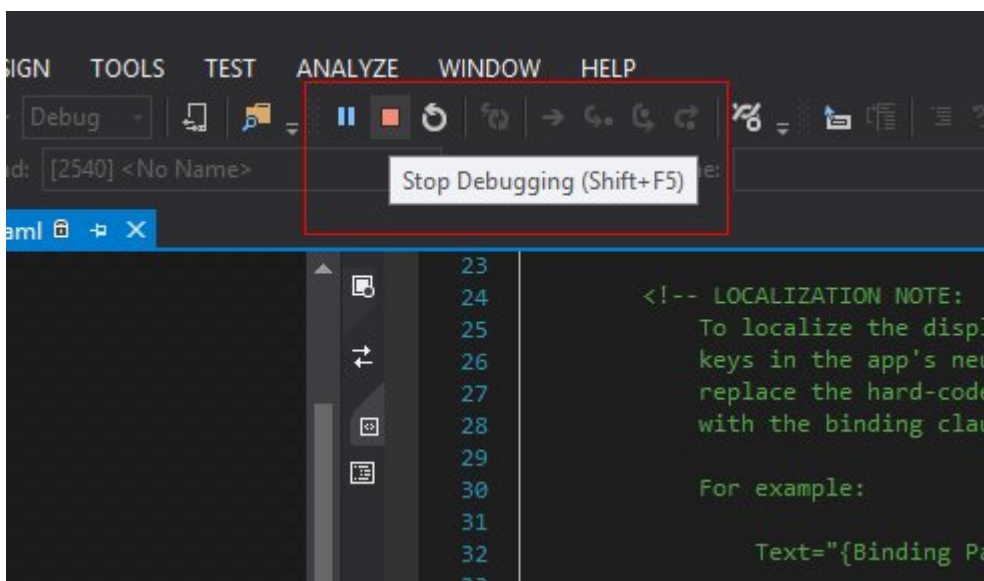 SIGN TOOLS TEST ANALYZE WINDOW HELP
Debug
id: [2540] <No Name>
Stop Debugging (Shift+F5)
aml
23
24 <!-- LOCALIZATION NOTE:
25 To localize the displ
26 keys in the app's neu
27 replace the hard-code
28 with the binding clau
29
30 For example:
31
32 Text="{Binding Pa